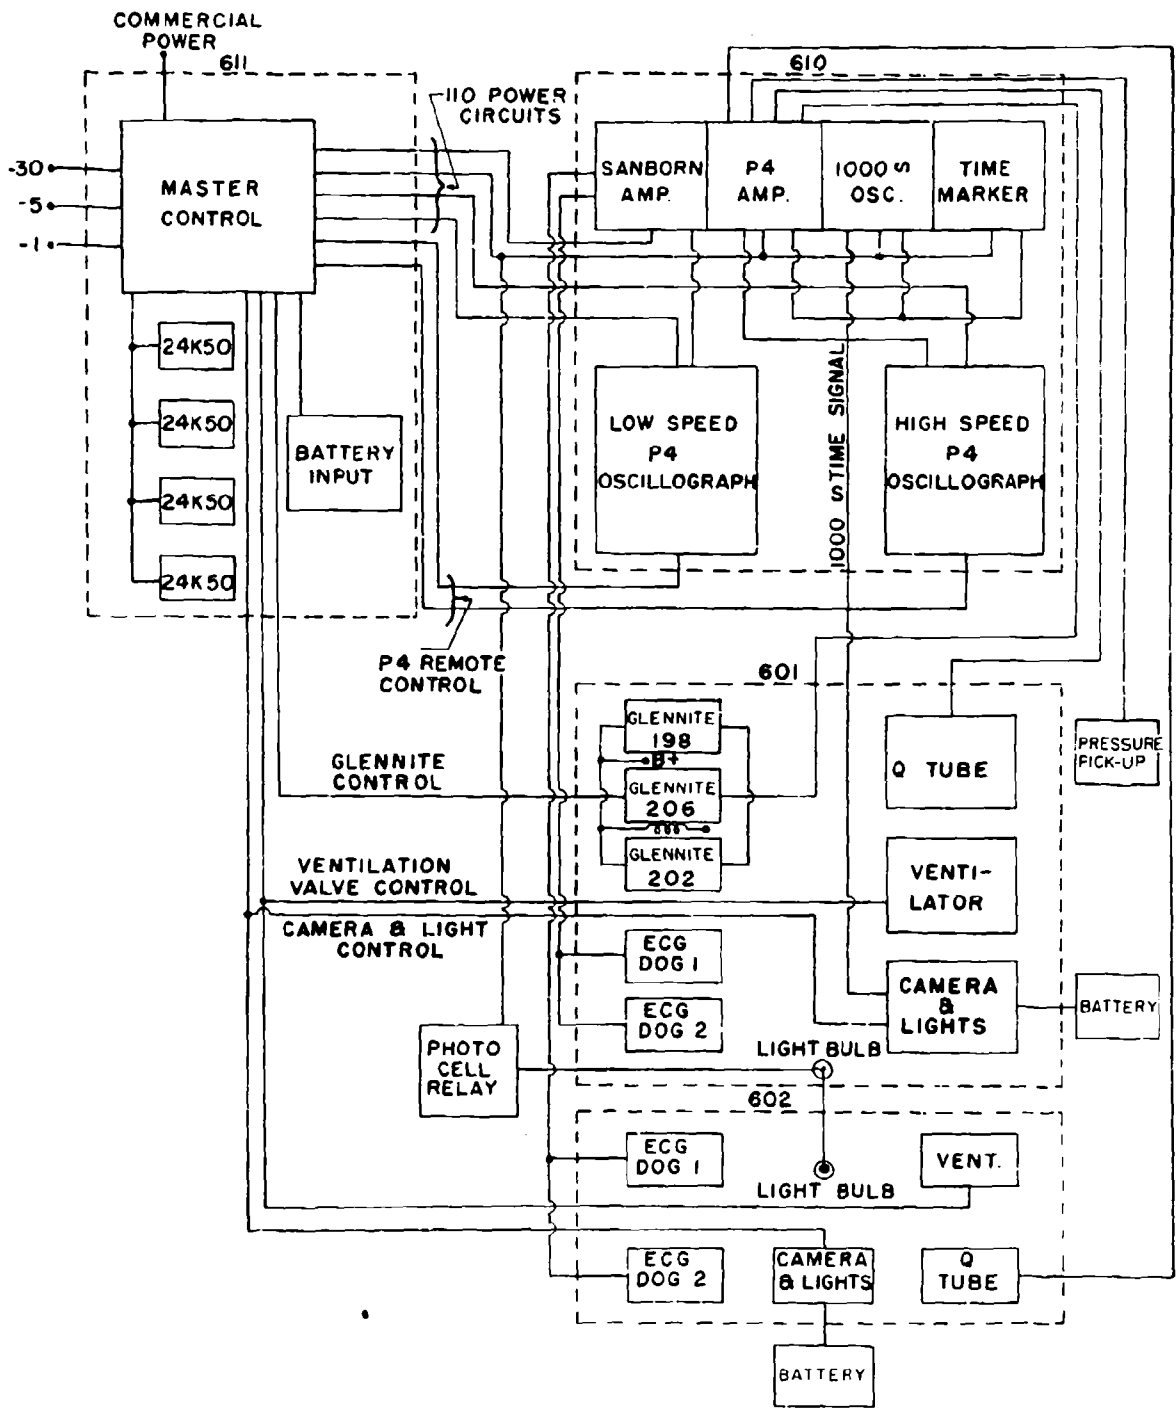 COMMERCIAL
POWER
611
-30
-5
-1
MASTER
CONTROL
110 POWER
CIRCUITS
24K50
24K50
24K50
24K50
BATTERY
INPUT
P4 REMOTE
CONTROL
610
SANBORN
AMP.
P4
AMP.
1000 S
OSC.
TIME
MARKER
LOW SPEED
P4
OSCILLOGRAPH
1000 S TIME SIGNAL
HIGH SPEED
P4
OSCILLOGRAPH
601
GLENNITE
198
B+
GLENNITE
206
GLENNITE
202
GLENNITE
CONTROL
VENTILATION
VALVE CONTROL
CAMERA & LIGHT
CONTROL
Q TUBE
PRESSURE
PICK-UP
VENTI-
LATOR
ECG
DOG 1
ECG
DOG 2
CAMERA
&
LIGHTS
BATTERY
PHOTO
CELL
RELAY
LIGHT BULB
602
ECG
DOG 1
LIGHT BULB
VENT.
ECG
DOG 2
CAMERA
& LIGHTS
Q
TUBE
BATTERY